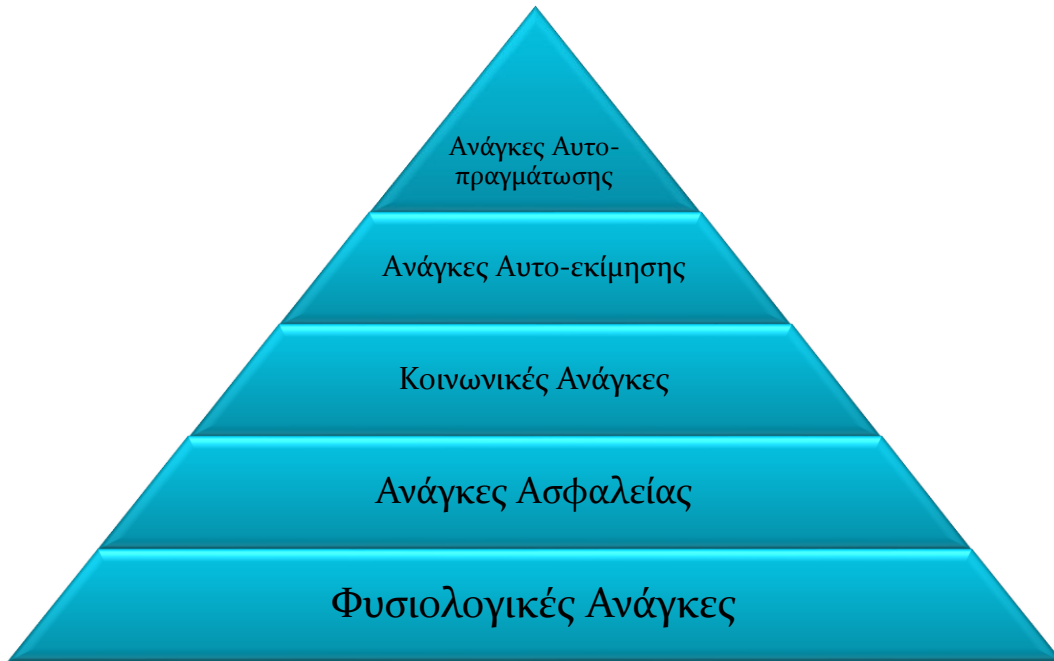 Ανάγκες Αυτο-
πραγμάτωσης
Ανάγκες Αυτο-εκίμησης
Κοινωνικές Ανάγκες
Ανάγκες Ασφαλείας
Φυσιολογικές Ανάγκες